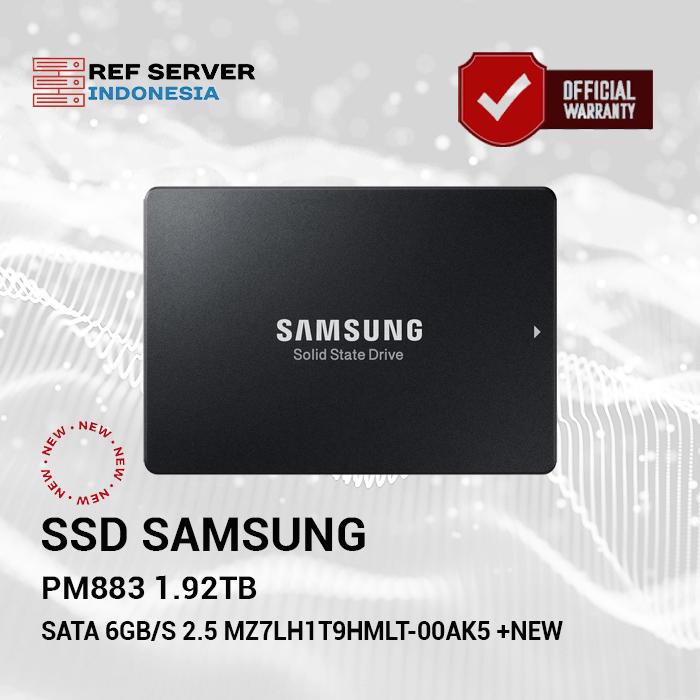 REF SERVER
INDONESIA
OFFICIAL
WARRANTY
SAMSUNG
Solid State Drive
NEW • NEW • NEW • NEW • NEW •
SSD SAMSUNG
PM883 1.92TB
SATA 6GB/S 2.5 MZ7LH1T9HMLT-00AK5 +NEW